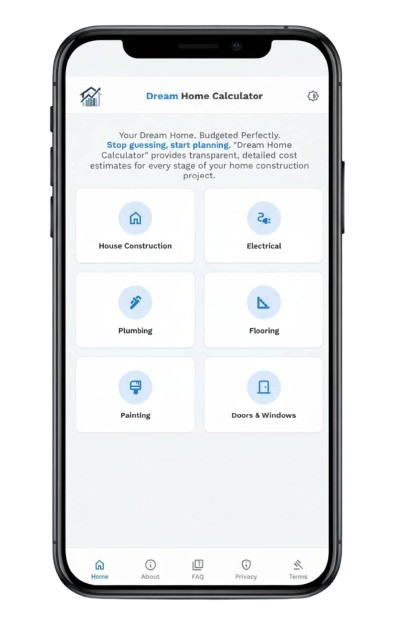 Dream Home Calculator
Your Dream Home. Budgeted Perfectly.
Stop guessing, start planning. "Dream Home
Calculator" provides transparent, detailed cost
estimates for every stage of your home construction
project.
House Construction
Electrical
Plumbing
Flooring
Painting
Doors & Windows
Home
About
FAQ
Privacy
Terms